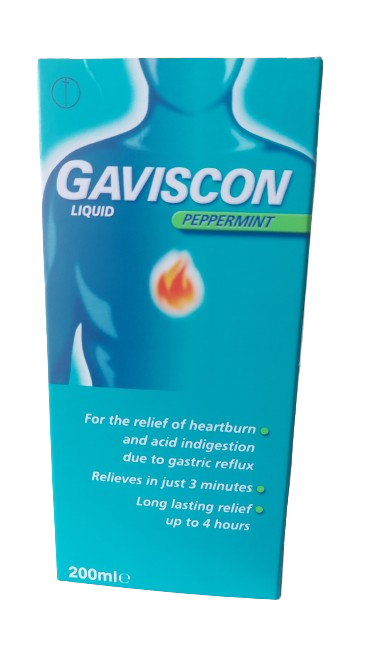 GAVISCON
LIQUID
PEPPERMINT
For the relief of heartburn
and acid indigestion
due to gastric reflux
Relieves in just 3 minutes
Long lasting relief
up to 4 hours
200ml℮